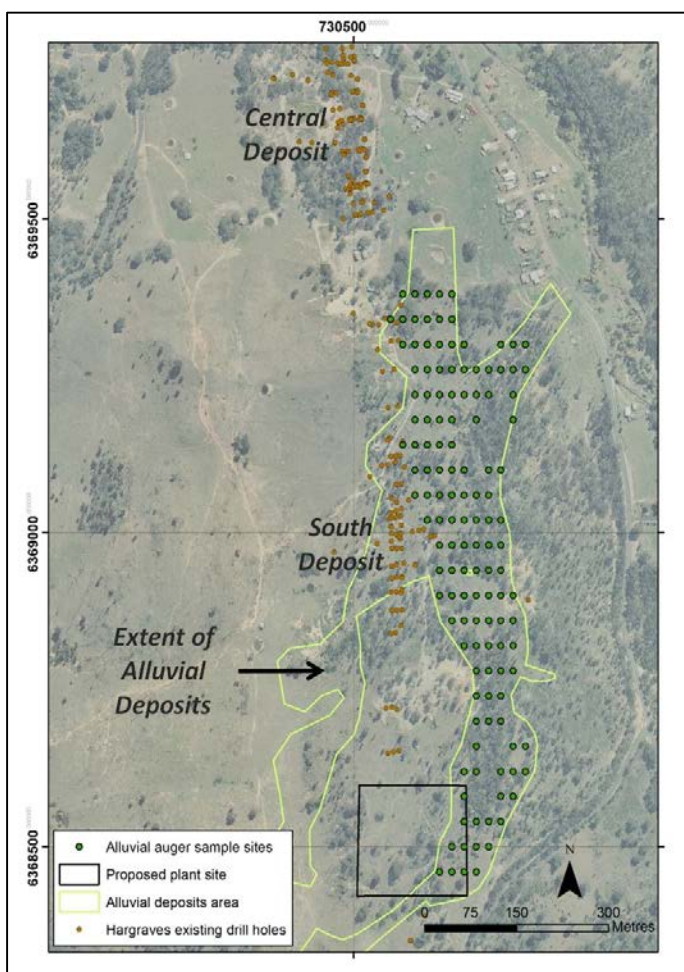 730500
Central
Deposit
6369500
6369000
South
Deposit
Extent of
Alluvial
Deposits
6368500
Alluvial auger sample sites
Proposed plant site
Alluvial deposits area
Hargraves existing drill holes
N
0 75 150 300
Metres